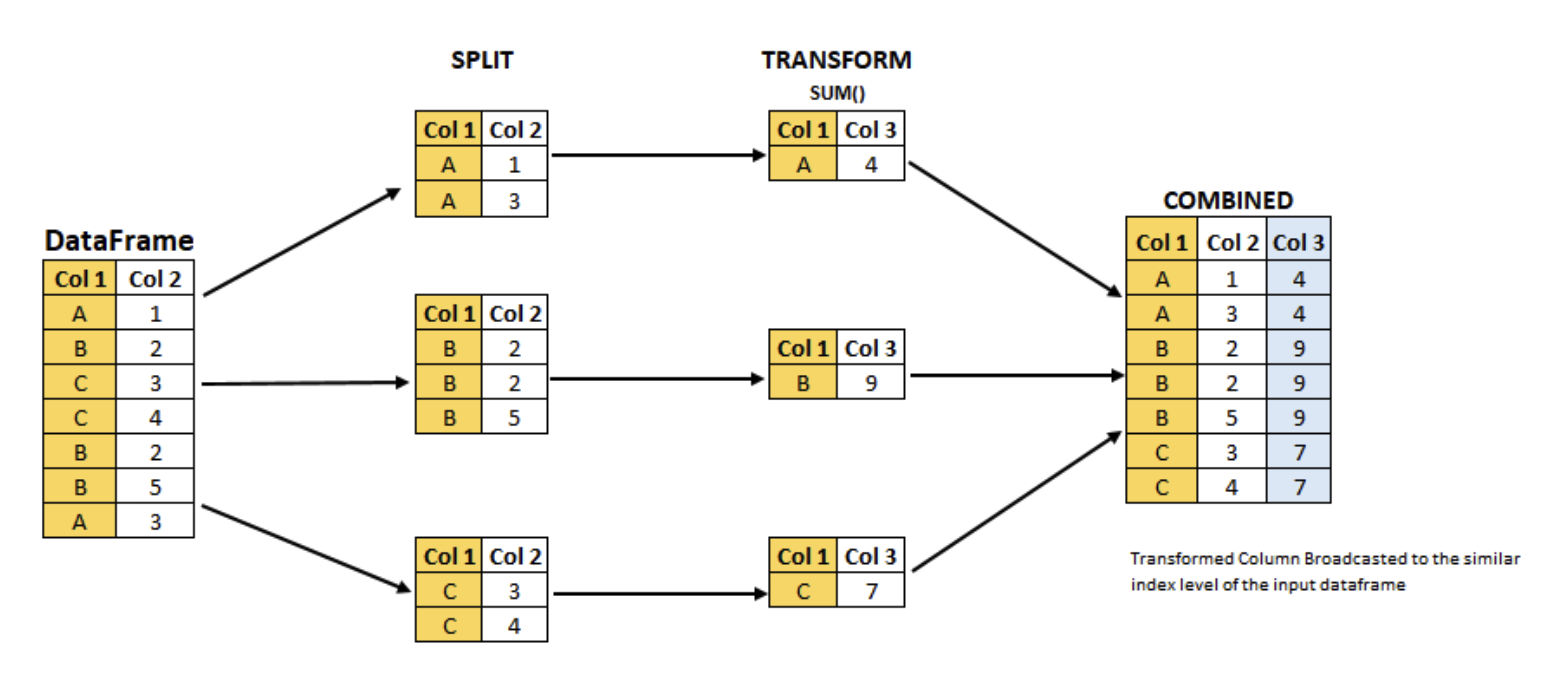 SPLIT
TRANSFORM
SUM()
Col 1 Col 2
A 1
A 3
Col 1 Col 3
A 4
DataFrame
Col 1 Col 2
A 1
B 2
C 3
C 4
B 2
B 5
A 3
Col 1 Col 2
B 2
B 2
B 5
Col 1 Col 3
B 9
Col 1 Col 2
C 3
C 4
Col 1 Col 3
C 7
COMBINED
Col 1 Col 2 Col 3
A 1 4
A 3 4
B 2 9
B 2 9
B 5 9
C 3 7
C 4 7
Transformed Column Broadcasted to the similar
index level of the input dataframe